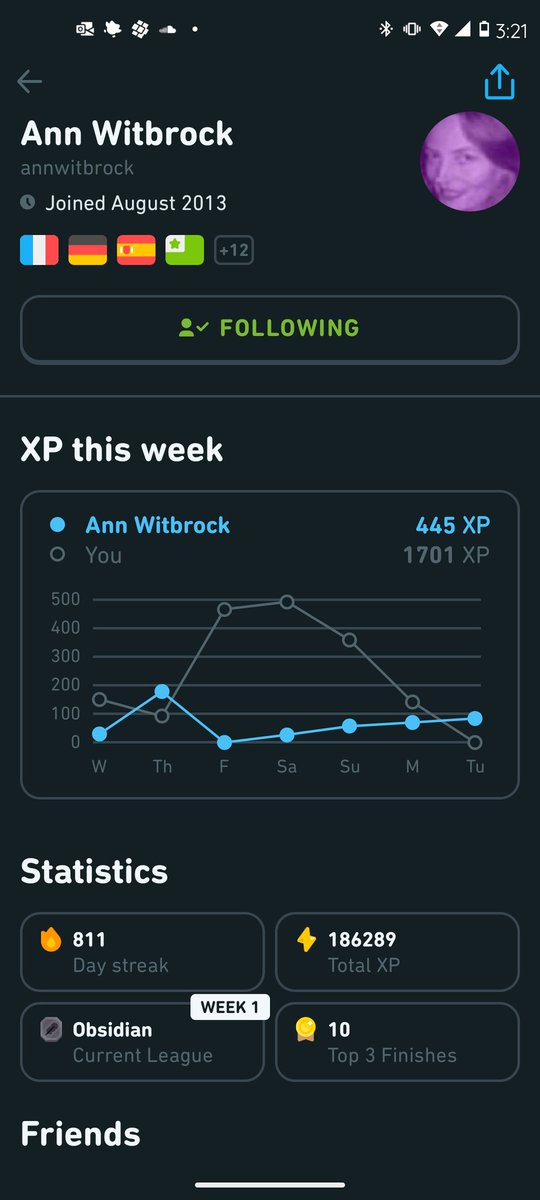 3:21
Ann Witbrock
annwitbrock
Joined August 2013
+12
FOLLOWING
XP this week
Ann Witbrock 445 XP
You 1701 XP
500
400
300
200
100
0
W Th F Sa Su M Tu
Statistics
811
Day streak
186289
Total XP
WEEK 1
Obsidian
Current League
10
Top 3 Finishes
Friends